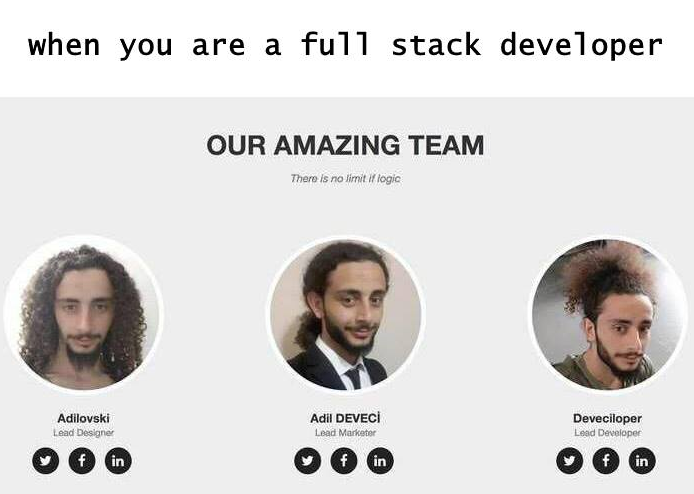 when you are a full stack developer
OUR AMAZING TEAM
There is no limit if logic
Adilovski
Adil DEVECİ
Deveciloper
Lead Designer
Lead Marketer
Lead Developer